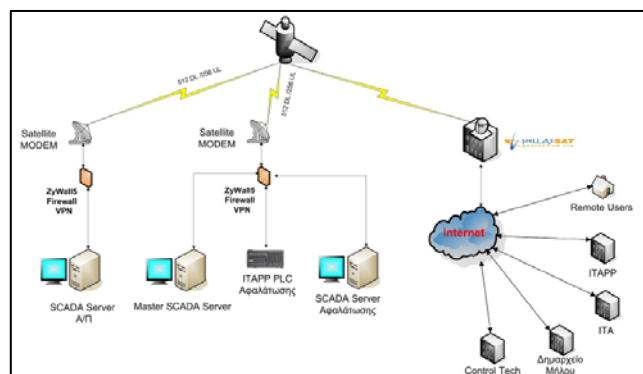 512 DL /256 UL
512 DL /256 UL
Satellite
MODEM
Satellite
MODEM
HELLASSAT
ZyWall5
Firewall
VPN
ZyWall5
Firewall
VPN
internet
Remote Users
ITAPP
ITA
SCADA Server
Α/Π
Master SCADA Server
ITAPP PLC
Αφαλάτωσης
SCADA Server
Αφαλάτωσης
Control Tech
Δημαρχείο
Μήλου